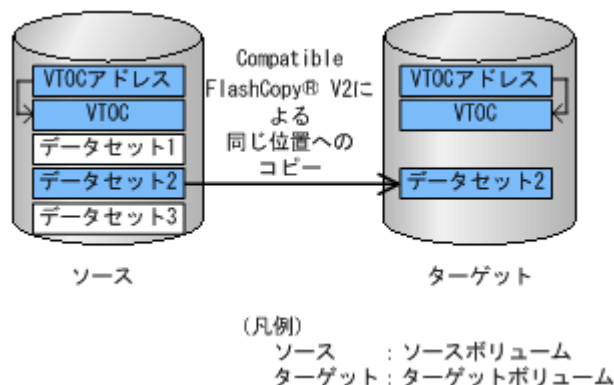 VTOCアドレス
VTOC
データセット1
データセット2
データセット3
ソース
Compatible
FlashCopy® V2に
よる
同じ位置への
コピー
VTOCアドレス
VTOC
データセット2
ターゲット
(凡例)
ソース : ソースボリューム
ターゲット : ターゲットボリューム